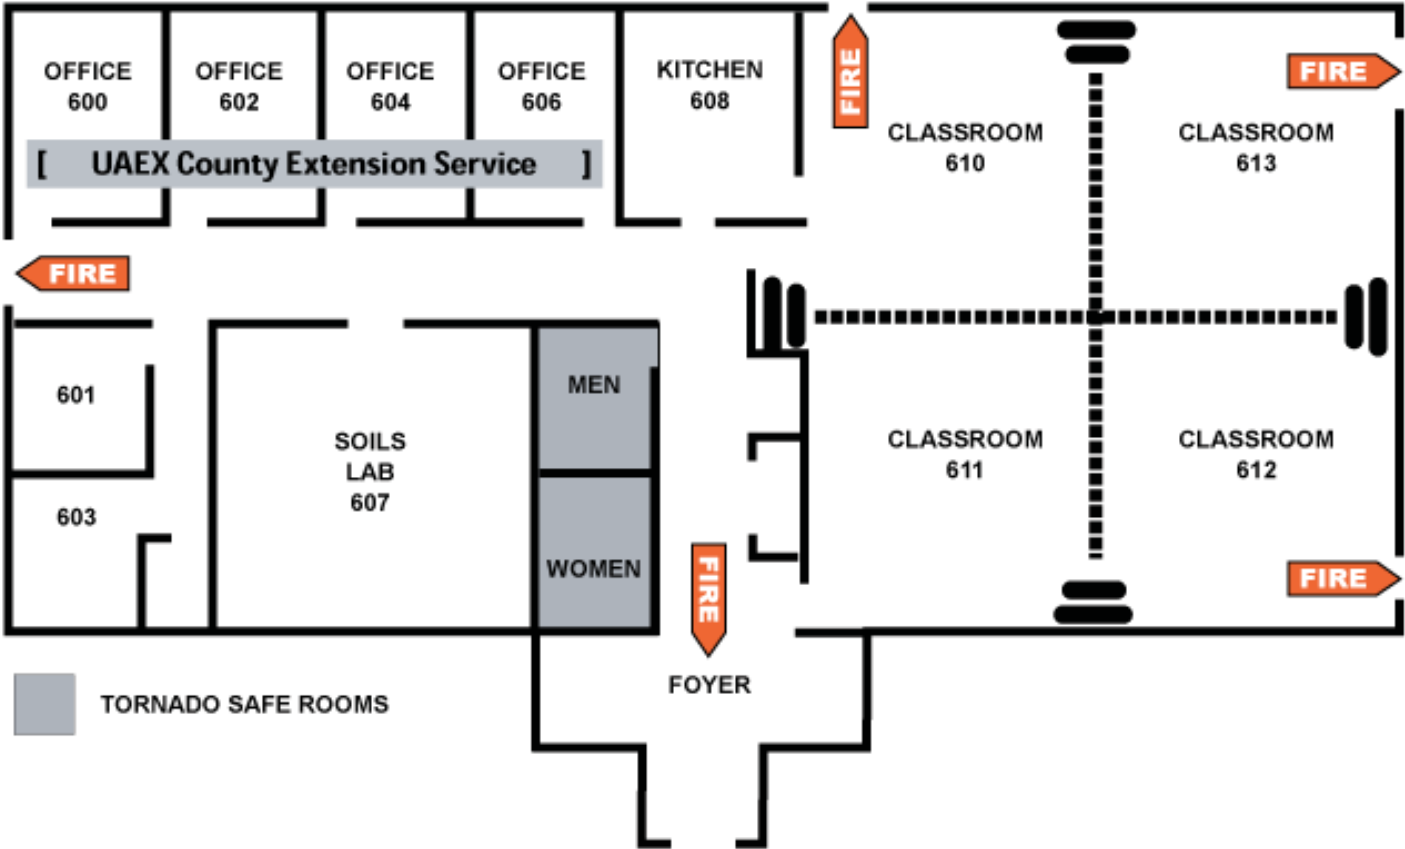 OFFICE
600
OFFICE
602
OFFICE
604
OFFICE
606
KITCHEN
608
FIRE
CLASSROOM
610
CLASSROOM
613
FIRE
[ UAEX County Extension Service ]
FIRE
601
603
SOILS
LAB
607
MEN
WOMEN
FIRE
CLASSROOM
611
CLASSROOM
612
FIRE
FOYER
TORNADO SAFE ROOMS